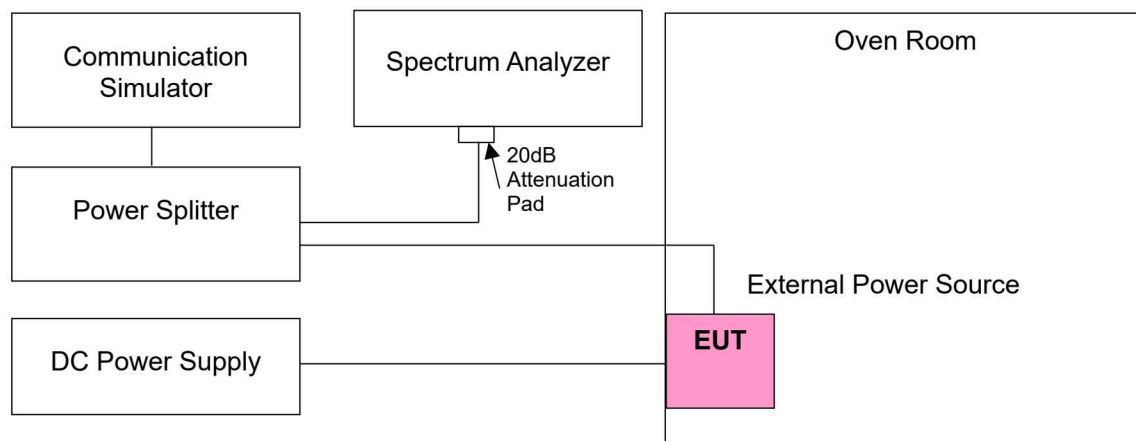 Communication
Simulator
Spectrum Analyzer
Oven Room
20dB
Attenuation
Pad
Power Splitter
External Power Source
EUT
DC Power Supply